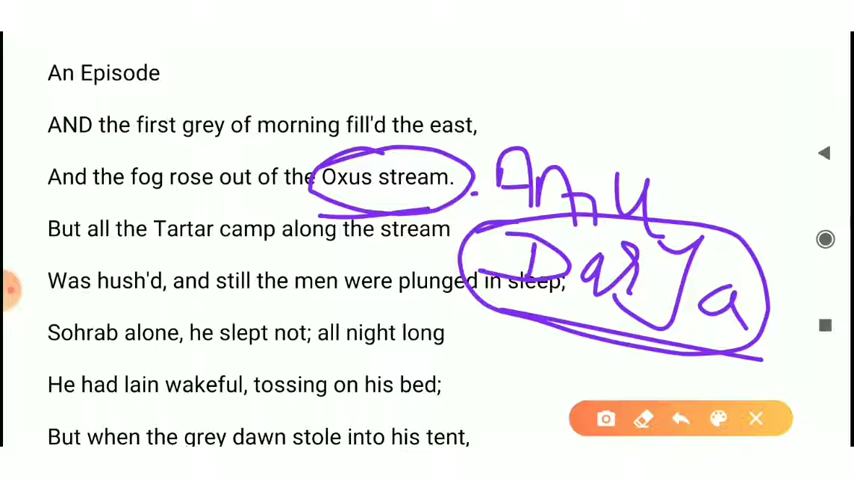 An Episode
AND the first grey of morning fill'd the east,
And the fog rose out of the Oxus stream.
Amu
But all the Tartar camp along the stream
Darya
Was hush'd, and still the men were plunged in sleep;
Sohrab alone, he slept not; all night long
He had lain wakeful, tossing on his bed;
But when the grey dawn stole into his tent,